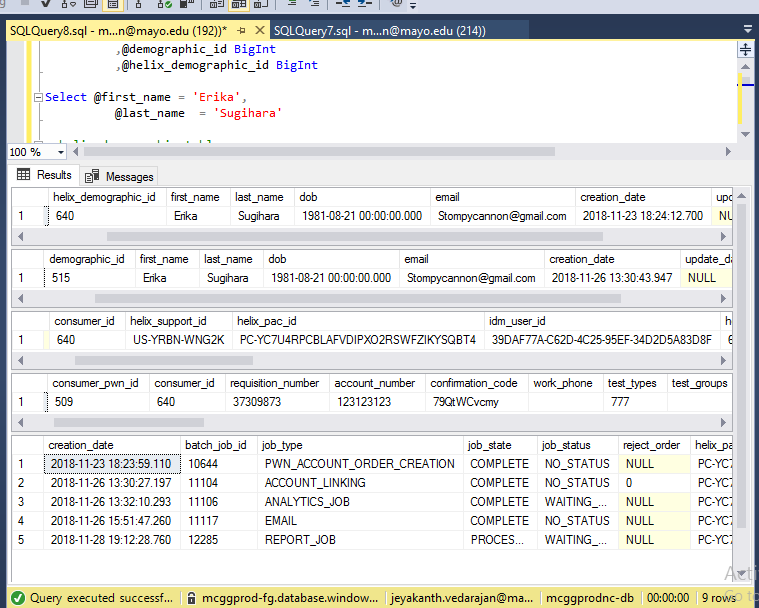 SQLQuery8.sql - m...n@mayo.edu (192))* SQLQuery7.sql - m...n@mayo.edu (214))
,@demographic_id BigInt
,@helix_demographic_id BigInt
Select @first_name = 'Erika',
@last_name = 'Sugihara'
100 %
Results Messages
helix_demographic_id first_name last_name dob email creation_date
1 640 Erika Sugihara 1981-08-21 00:00:00.000 Stompycannon@gmail.com 2018-11-23 18:24:12.700
demographic_id first_name last_name dob email creation_date update_da
1 515 Erika Sugihara 1981-08-21 00:00:00.000 Stompycannon@gmail.com 2018-11-26 13:30:43.947 NULL
consumer_id helix_support_id helix_pac_id idm_user_id
1 640 US-YRBN-WNG2K PC-YC7U4RPCBLAFVDIPXO2RSWFZIKYSQBT4 39DAF77A-C62D-4C25-95EF-34D2D5A83D8F
consumer_pwn_id consumer_id requisition_number account_number confirmation_code work_phone test_types test_groups
1 509 640 37309873 123123123 79QtWCvcmy 777
creation_date batch_job_id job_type job_state job_status reject_order helix_pa
1 2018-11-23 18:23:59.110 10644 PWN_ACCOUNT_ORDER_CREATION COMPLETE NO_STATUS NULL PC-YC7
2 2018-11-26 13:30:27.197 11104 ACCOUNT_LINKING COMPLETE NO_STATUS 0 PC-YC7
3 2018-11-26 13:32:10.293 11106 ANALYTICS_JOB COMPLETE WAITING_... NULL PC-YC7
4 2018-11-26 15:51:47.260 11117 EMAIL COMPLETE NO_STATUS NULL PC-YC7
5 2018-11-28 19:12:28.760 12285 REPORT_JOB PROCES... WAITING_... NULL PC-YC7
Query executed successf... mcggprod-fg.database.window... jeyakanth.vedarajan@ma... mcggprodnc-db 00:00:00 9 rows